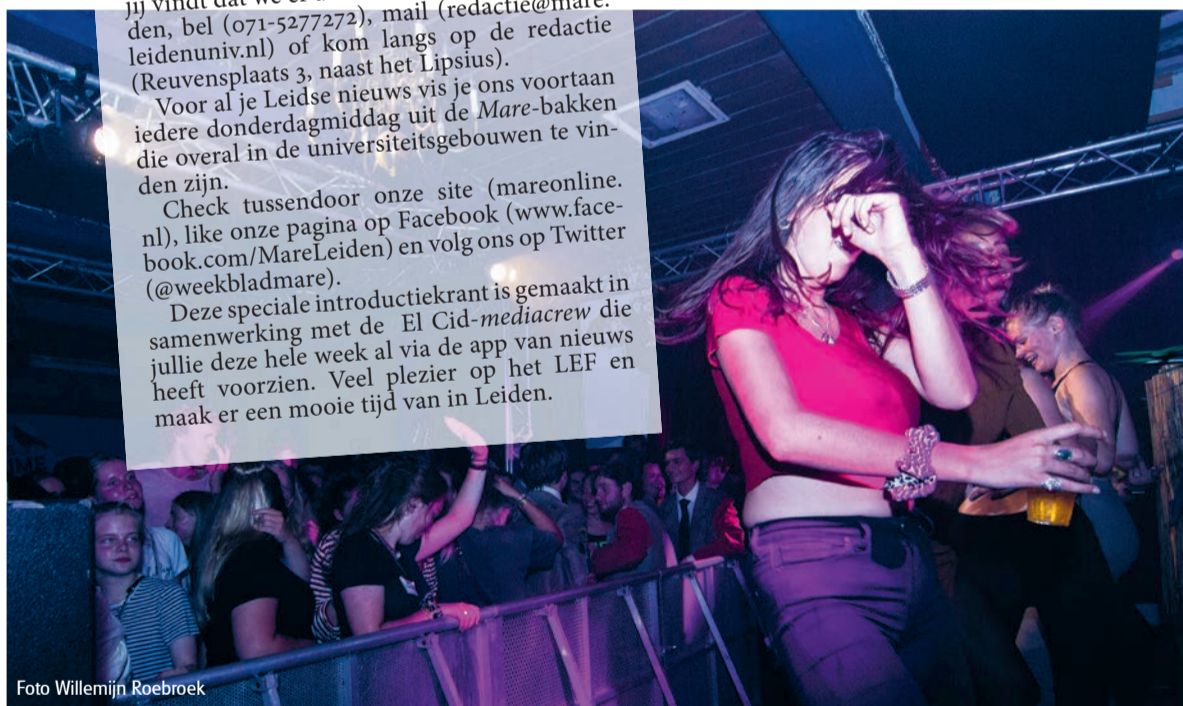 jij vindt dat we
den, bel (071-5277272), mail (redactie@mare.
leidenuniv.nl) of kom langs op de redactie
(Reuvensplaats 3, naast het Lipsius).
Voor al je Leidse nieuws vis je ons voortaan
iedere donderdagmiddag uit de Mare-bakken
die overal in de universiteitsgebouwen te vin-
den zijn.
Check tussendoor onze site (mareonline.
nl), like onze pagina op Facebook (www.face-
book.com/MareLeiden) en volg ons op Twitter
(@weekbladmare).
Deze speciale introductiekrant is gemaakt in
samenwerking met de El Cid-mediacrew die
jullie deze hele week al via de app van nieuws
heeft voorzien. Veel plezier op het LEF en
maak er een mooie tijd van in Leiden.
Foto Willemijn Roebroek